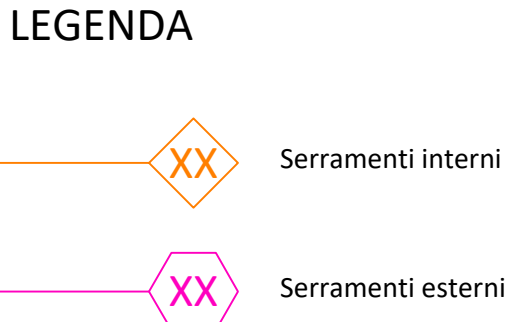 LEGENDA
XX Serramenti interni
XX Serramenti esterni